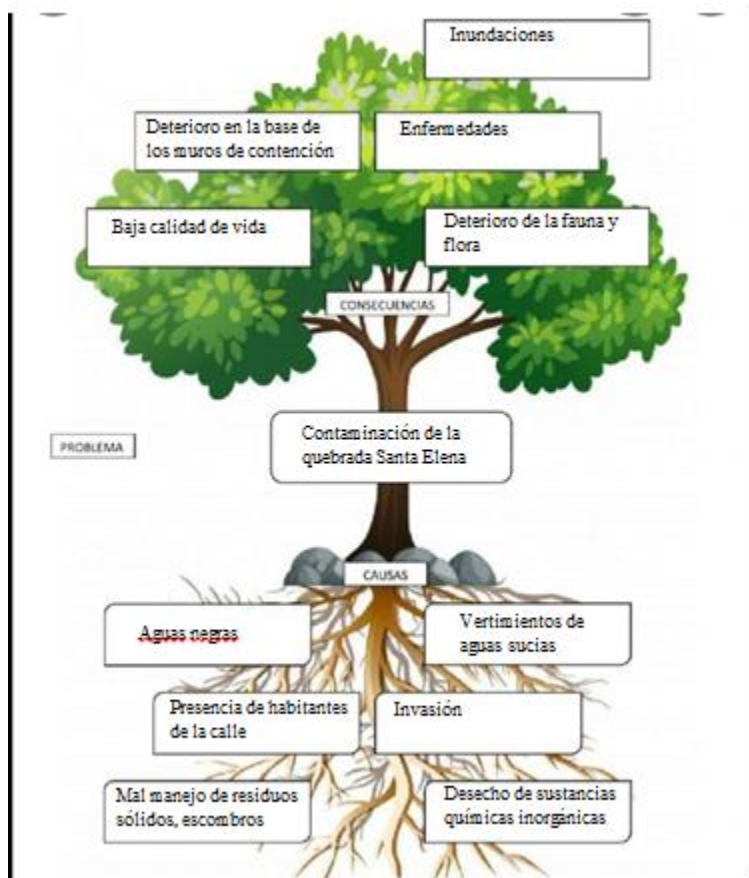 Inundaciones
Deterioro en la base de
los muros de contención
Enfermedades
Baja calidad de vida
Deterioro de la fauna y
flora
CONSECUENCIAS
Contaminación de la
quebrada Santa Elena
PROBLEMA
CAUSAS
Aguas negras
Vertimientos de
aguas sucias
Presencia de habitantes
de la calle
Invasión
Mal manejo de residuos
sólidos, escombros
Desecho de sustancias
químicas inorgánicas